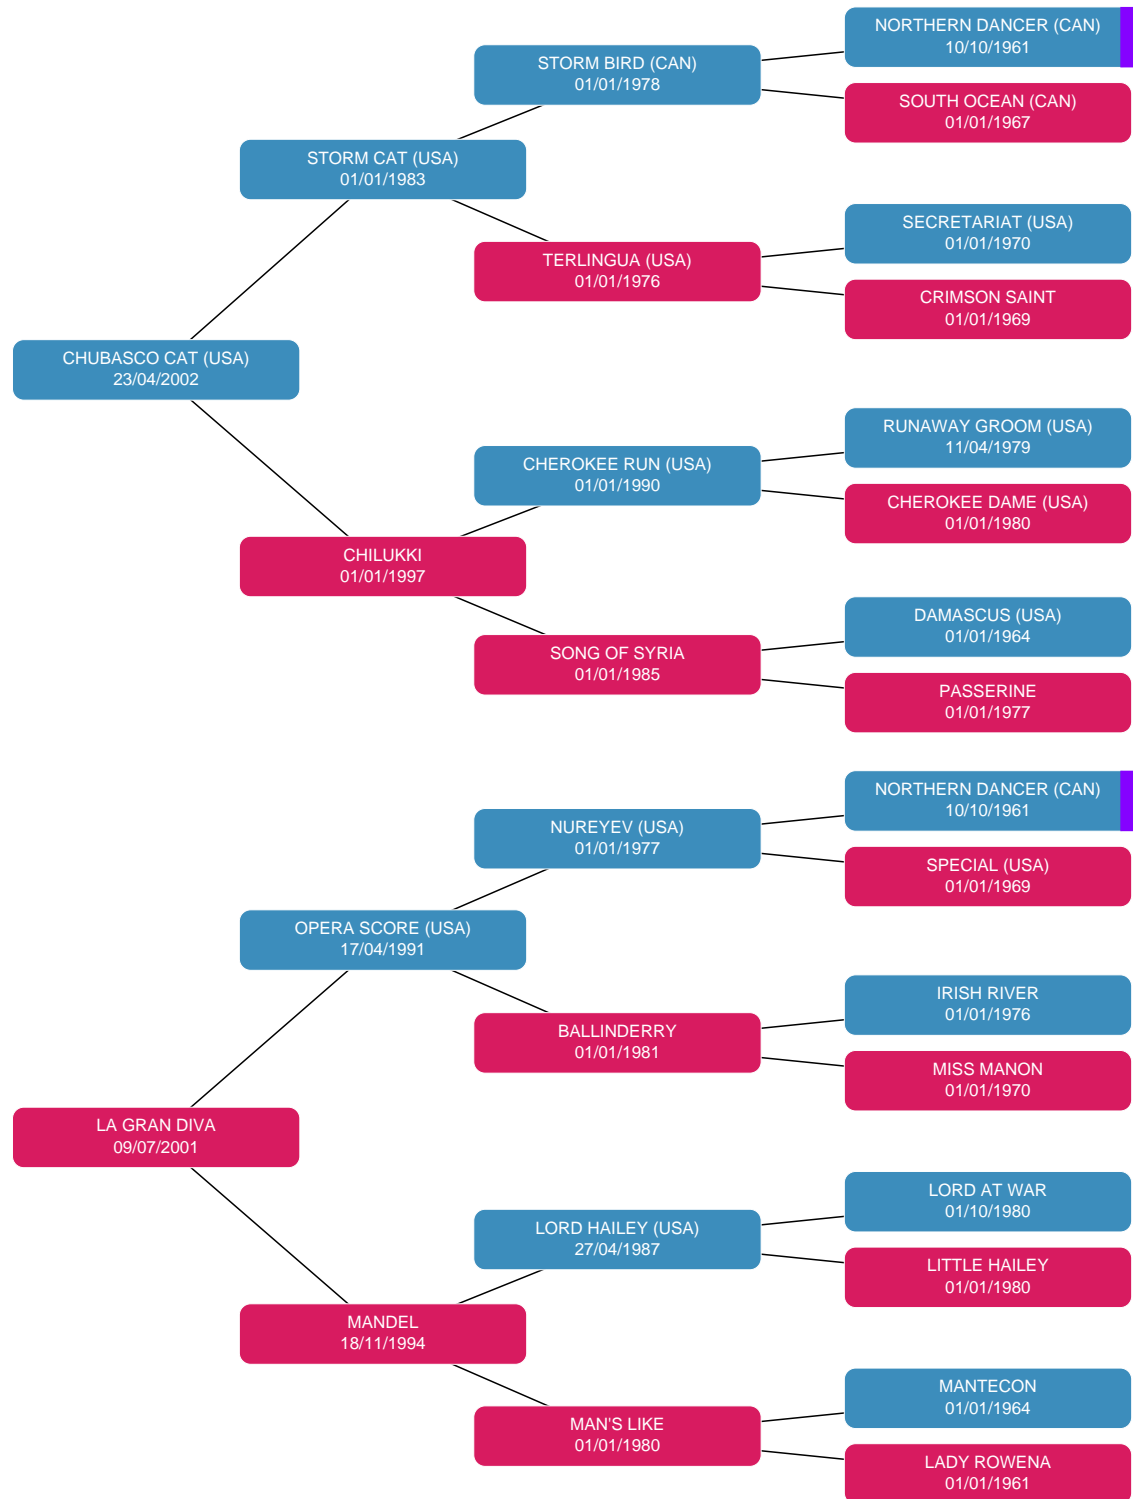 NORTHERN DANCER (CAN)
10/10/1961
STORM BIRD (CAN)
01/01/1978
SOUTH OCEAN (CAN)
01/01/1967
STORM CAT (USA)
01/01/1983
SECRETARIAT (USA)
01/01/1970
TERLINGUA (USA)
01/01/1976
CRIMSON SAINT
01/01/1969
CHUBASCO CAT (USA)
23/04/2002
RUNAWAY GROOM (USA)
11/04/1979
CHEROKEE RUN (USA)
01/01/1990
CHEROKEE DAME (USA)
01/01/1980
CHILUKKI
01/01/1997
DAMASCUS (USA)
01/01/1964
SONG OF SYRIA
01/01/1985
PASSERINE
01/01/1977
NORTHERN DANCER (CAN)
10/10/1961
NUREYEV (USA)
01/01/1977
SPECIAL (USA)
01/01/1969
OPERA SCORE (USA)
17/04/1991
IRISH RIVER
01/01/1976
BALLINDERRY
01/01/1981
MISS MANON
01/01/1970
LA GRAN DIVA
09/07/2001
LORD AT WAR
01/10/1980
LORD HAILEY (USA)
27/04/1987
LITTLE HAILEY
01/01/1980
MANDEL
18/11/1994
MANTECON
01/01/1964
MAN'S LIKE
01/01/1980
LADY ROWENA
01/01/1961